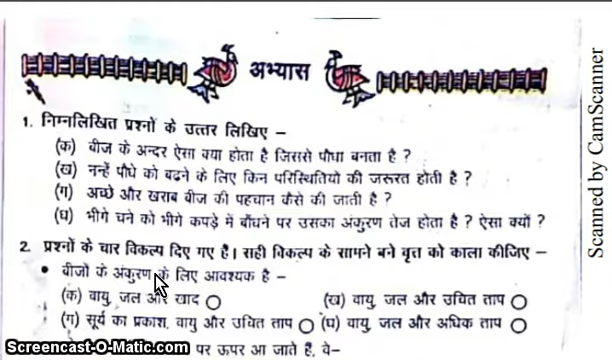 अभ्यास
1. निम्नलिखित प्रश्नों के उत्तर लिखिए –
(क) बीज के अन्दर ऐसा क्या होता है जिससे पौधा बनता है ?
(ख) नन्हें पौधे को बढ़ने के लिए किन परिस्थितियो की जरूरत होती है ?
(ग) अच्छे और खराब बीज की पहचान कैसे की जाती है ?
(घ) भीगे चने को भीगे कपड़े में बाँधने पर उसका अंकुरण तेज होता है ? ऐसा क्यों ?
2. प्रश्नों के चार विकल्प दिए गए है। सही विकल्प के सामने बने वृत्त को काला कीजिए –
• बीजों के अंकुरण के लिए आवश्यक है –
(क) वायु, जल और खाद ○ (ख) वायु, जल और उचित ताप ○
(ग) सूर्य का प्रकाश, वायु और उचित ताप ○ (घ) वायु, जल और अधिक ताप ○
पर ऊपर आ जाते है, वे–
Screencast-O-Matic.com
Scanned by CamScanner